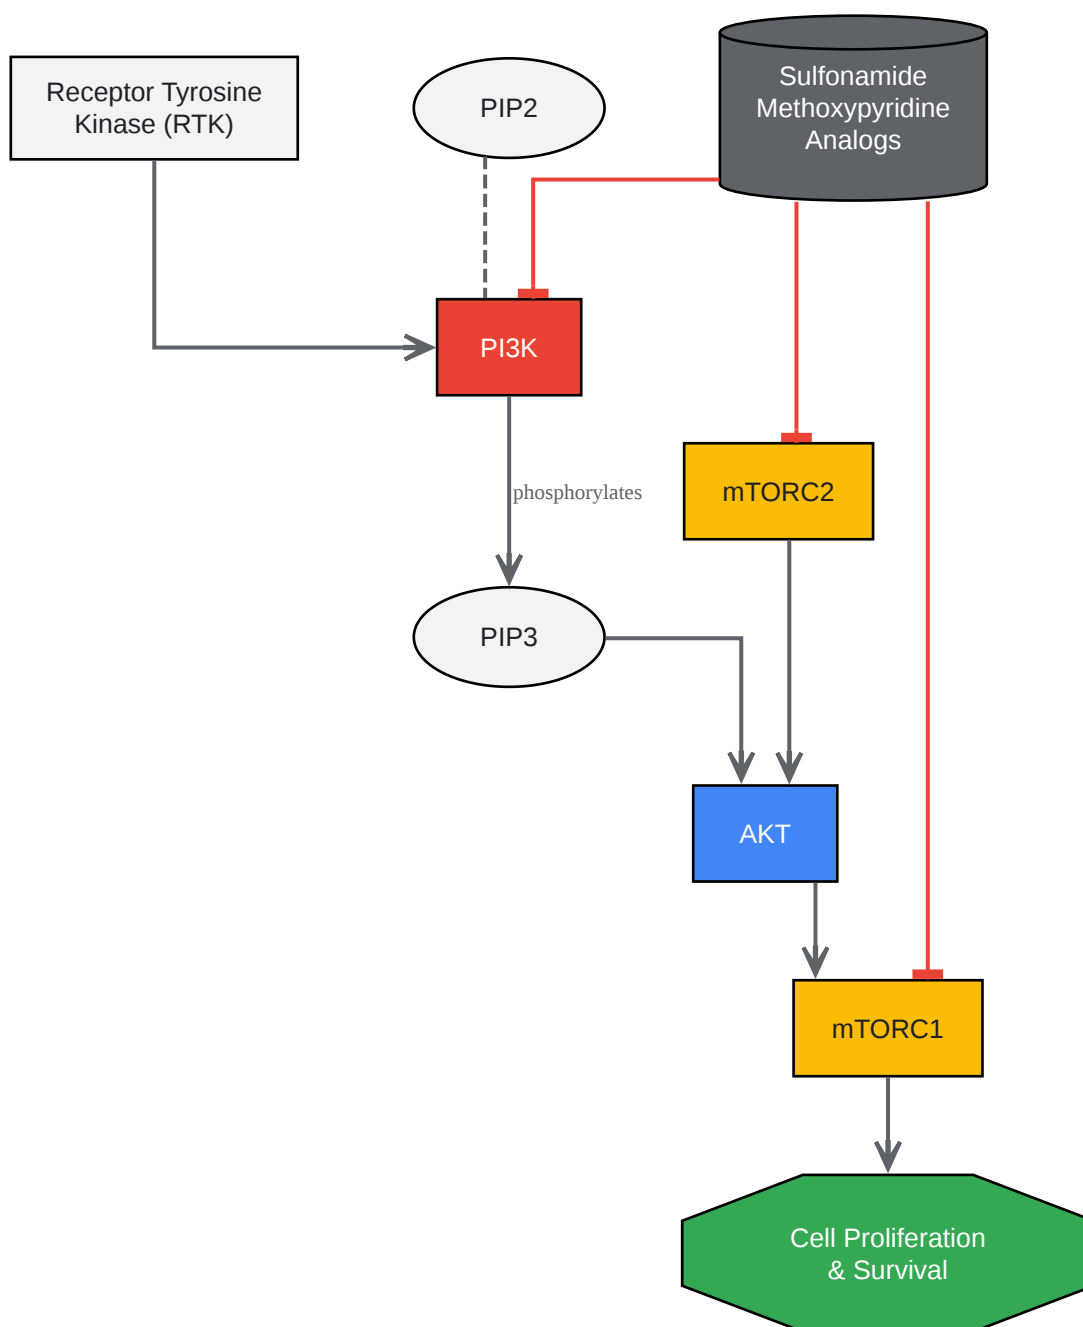 Receptor Tyrosine
Kinase (RTK)
PIP2
Sulfonamide
Methoxypyridine
Analogs
PI3K
phosphorylates
mTORC2
PIP3
AKT
mTORC1
Cell Proliferation
& Survival